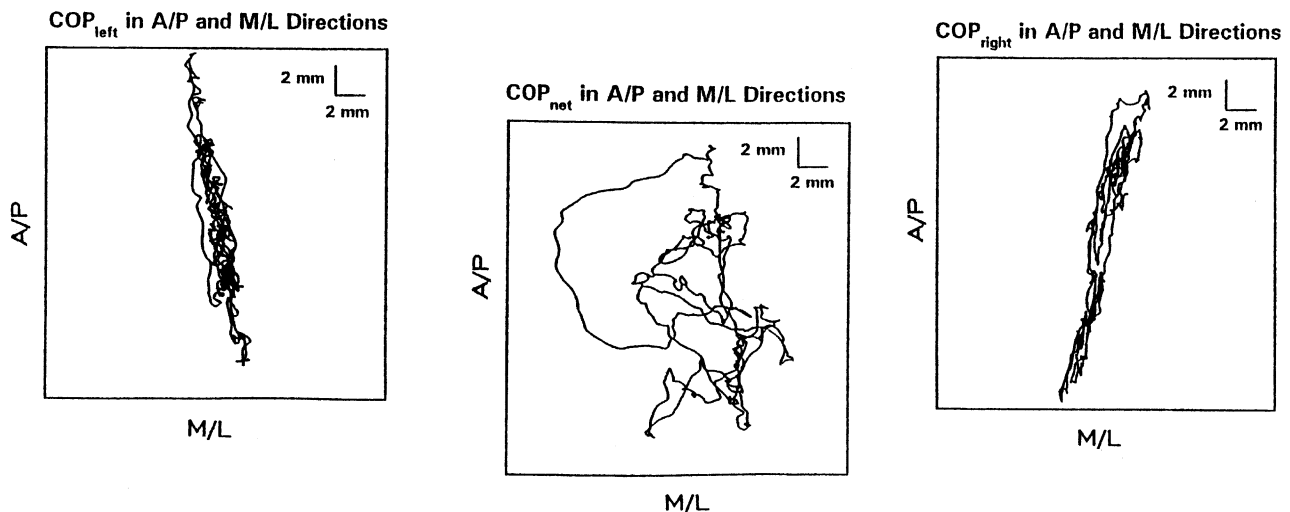 COPleft in A/P and M/L Directions
2 mm
2 mm
A/P
M/L
COPnet in A/P and M/L Directions
2 mm
2 mm
A/P
M/L
COPright in A/P and M/L Directions
2 mm
2 mm
A/P
M/L